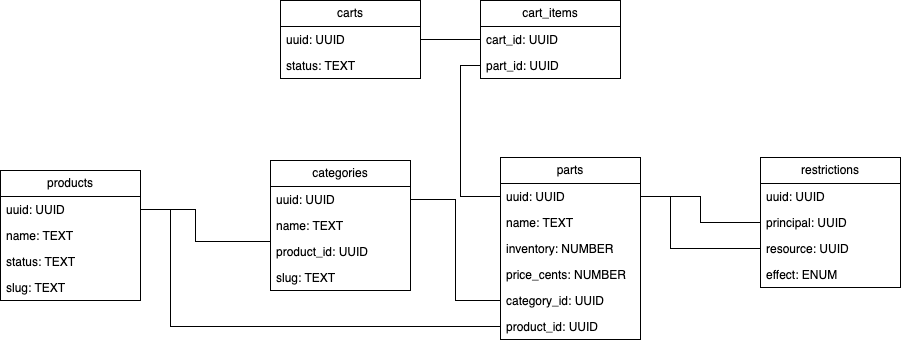 carts
uuid: UUID
status: TEXT
cart_items
cart_id: UUID
part_id: UUID
products
uuid: UUID
name: TEXT
status: TEXT
slug: TEXT
categories
uuid: UUID
name: TEXT
product_id: UUID
slug: TEXT
parts
uuid: UUID
name: TEXT
inventory: NUMBER
price_cents: NUMBER
category_id: UUID
product_id: UUID
restrictions
uuid: UUID
principal: UUID
resource: UUID
effect: ENUM